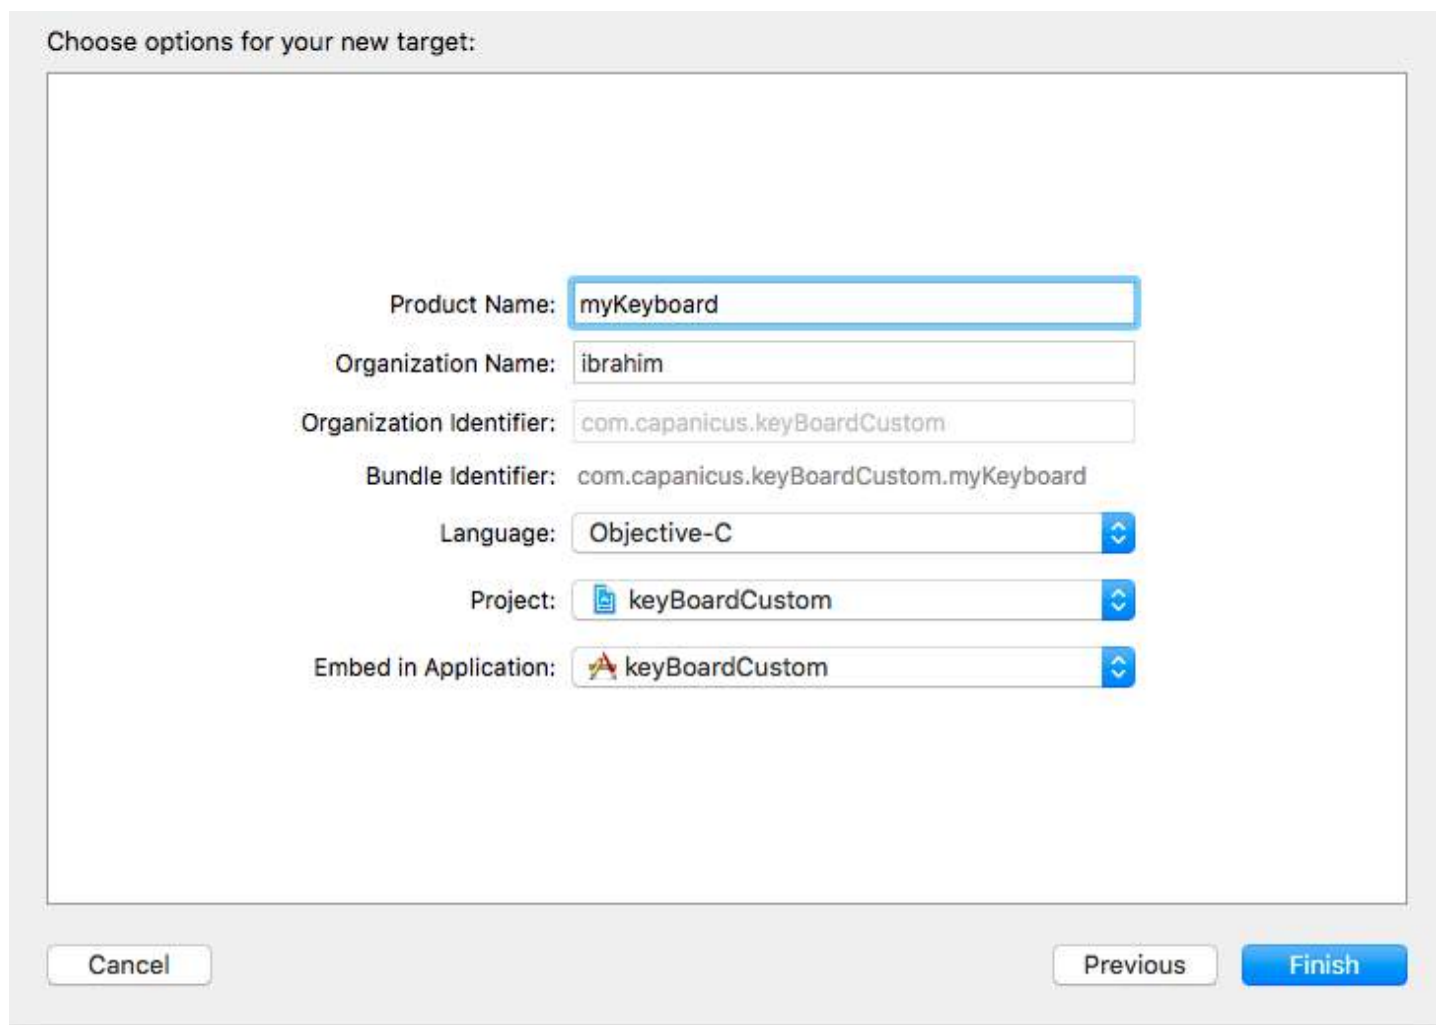 Choose options for your new target:
Product Name: myKeyboard
Organization Name: ibrahim
Organization Identifier: com.capanicus.keyBoardCustom
Bundle Identifier: com.capanicus.keyBoardCustom.myKeyboard
Language: Objective-C
Project: keyBoardCustom
Embed in Application: keyBoardCustom
Cancel Previous Finish